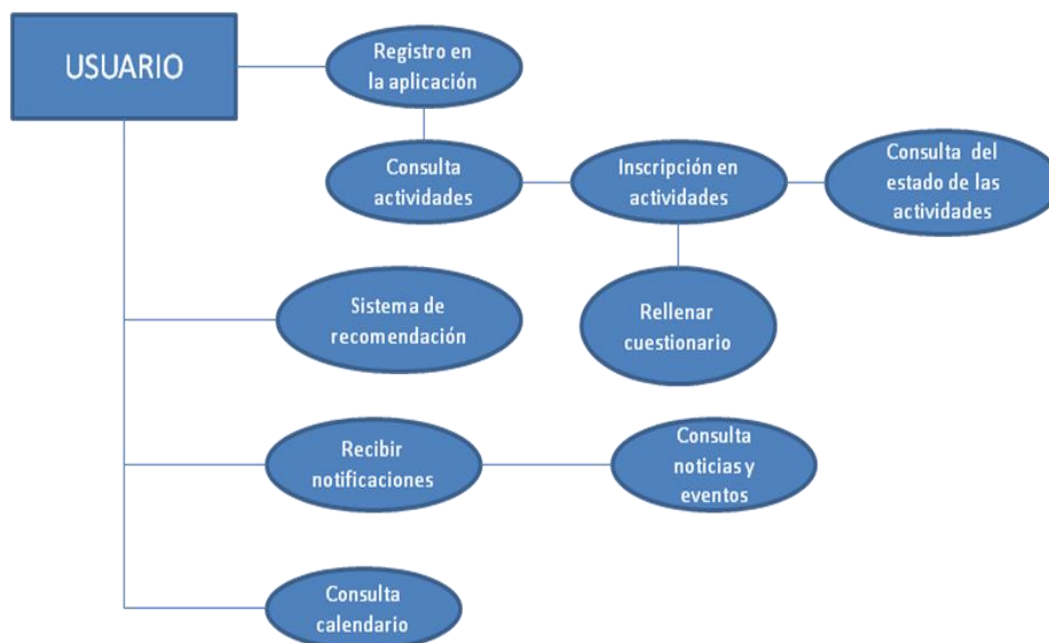 USUARIO
Registro en
la aplicación
Consulta
actividades
Inscripción en
actividades
Consulta del
estado de las
actividades
Sistema de
recomendación
Rellenar
cuestionario
Recibir
notificaciones
Consulta
noticias y
eventos
Consulta
calendario